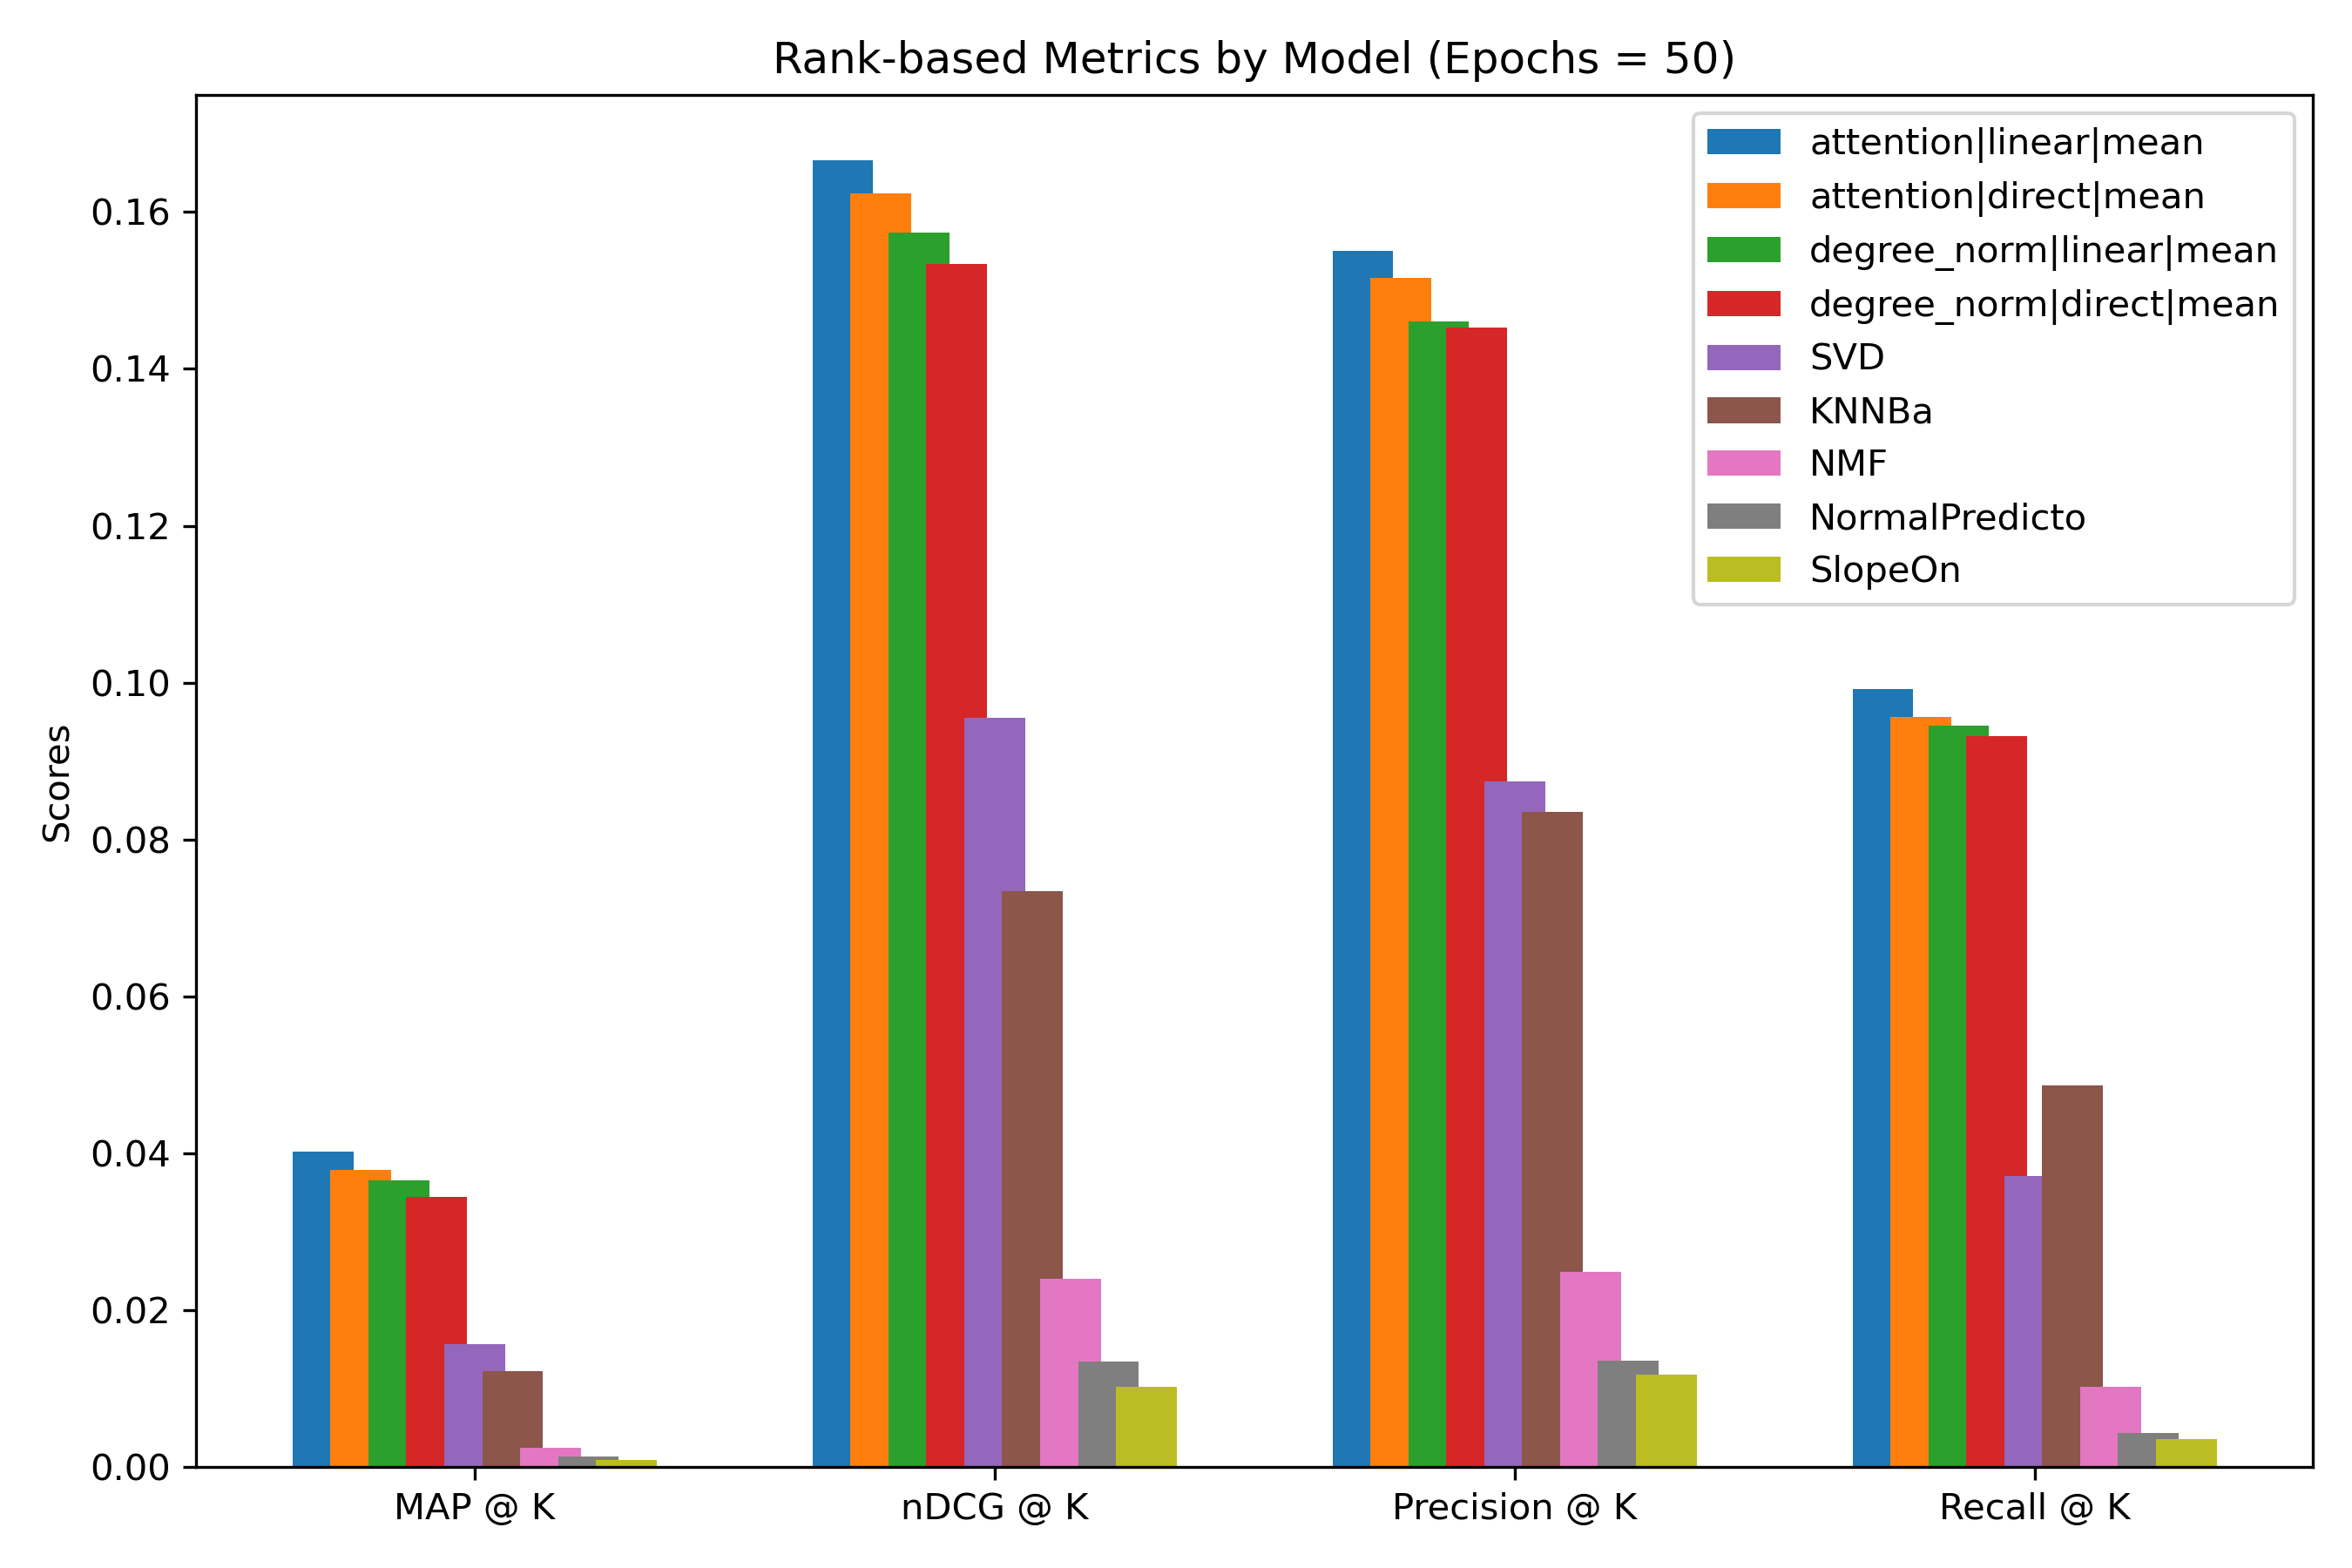 Rank-based Metrics by Model (Epochs = 50)
Scores
0.16
0.14
0.12
0.10
0.08
0.06
0.04
0.02
0.00
attention|linear|mean
attention|direct|mean
degree_norm|linear|mean
degree_norm|direct|mean
SVD
KNNBa
NMF
NormalPredicto
SlopeOn
MAP @ K
nDCG @ K
Precision @ K
Recall @ K